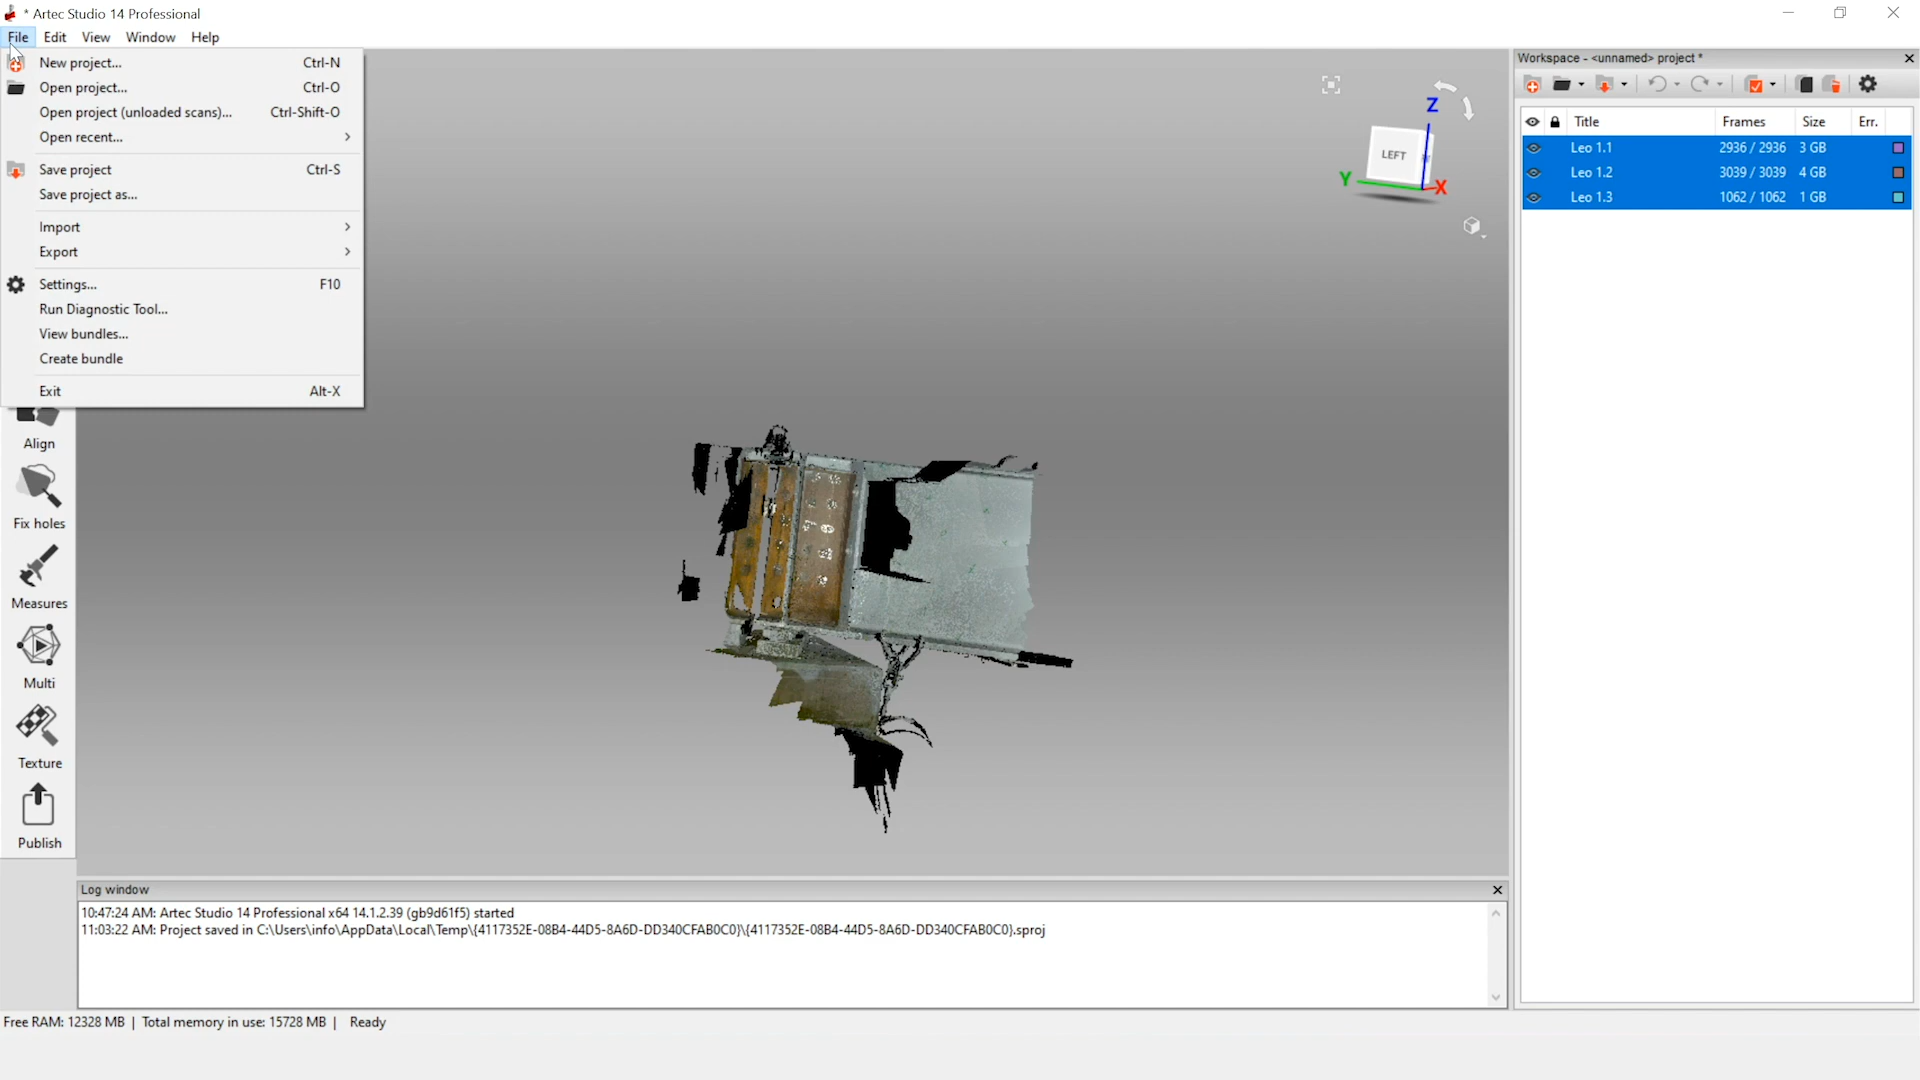 * Artec Studio 14 Professional
File Edit View Window Help
New project... Ctrl-N
Open project... Ctrl-O
Open project (unloaded scans)... Ctrl-Shift-O
Open recent...
Save project Ctrl-S
Save project as...
Import
Export
Settings... F10
Run Diagnostic Tool...
View bundles...
Create bundle
Exit Alt-X
Align
Fix holes
Measures
Multi
Texture
Publish
Z
LEFT
Y
X
Workspace - <unnamed> project *
Title Frames Size Err.
Leo 1.1 2936 / 2936 3 GB
Leo 1.2 3039 / 3039 4 GB
Leo 1.3 1062 / 1062 1 GB
Log window
10:47:24 AM: Artec Studio 14 Professional x64 14.1.2.39 (gb9d61f5) started
11:03:22 AM: Project saved in C:\Users\info\AppData\Local\Temp\{4117352E-08B4-44D5-8A6D-DD340CFAB0C0}\{4117352E-08B4-44D5-8A6D-DD340CFAB0C0}.sproj
Free RAM: 12328 MB | Total memory in use: 15728 MB | Ready